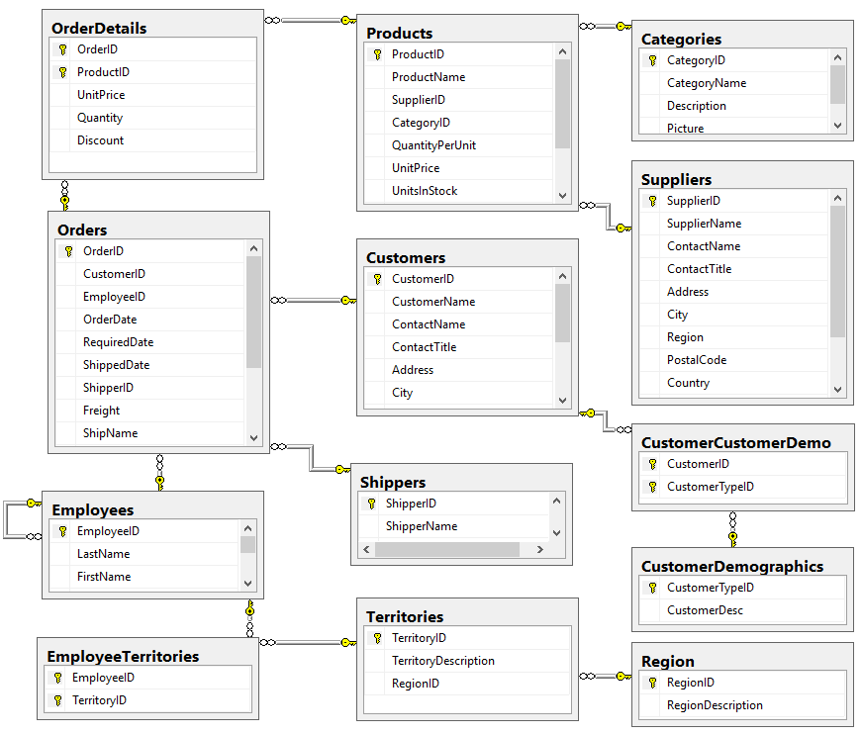 OrderDetails
OrderID
ProductID
UnitPrice
Quantity
Discount
Products
ProductID
ProductName
SupplierID
CategoryID
QuantityPerUnit
UnitPrice
UnitsInStock
Categories
CategoryID
CategoryName
Description
Picture
Suppliers
SupplierID
SupplierName
ContactName
ContactTitle
Address
City
Region
PostalCode
Country
Orders
OrderID
CustomerID
EmployeeID
OrderDate
RequiredDate
ShippedDate
ShipperID
Freight
ShipName
Customers
CustomerID
CustomerName
ContactName
ContactTitle
Address
City
CustomerCustomerDemo
CustomerID
CustomerTypeID
Shippers
ShipperID
ShipperName
Employees
EmployeeID
LastName
FirstName
CustomerDemographics
CustomerTypeID
CustomerDesc
EmployeeTerritories
EmployeeID
TerritoryID
Territories
TerritoryID
TerritoryDescription
RegionID
Region
RegionID
RegionDescription